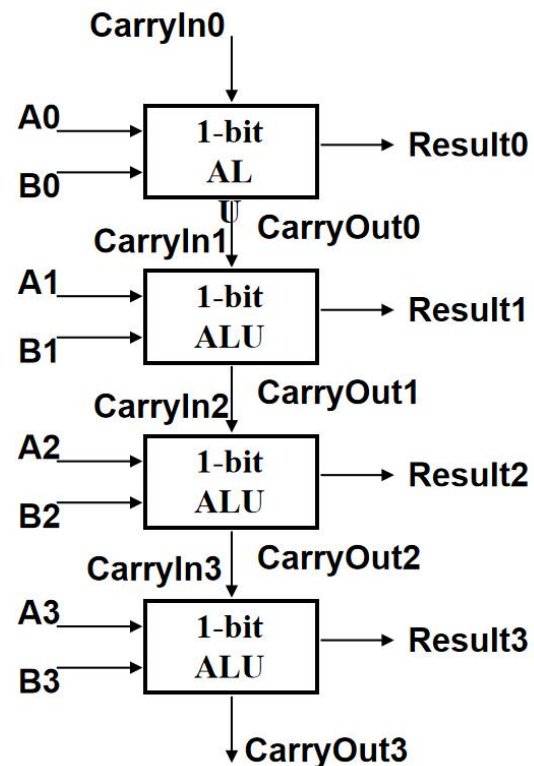 CarryIn0
A0
1-bit
AL
U
B0
Result0
CarryIn1
CarryOut0
A1
1-bit
ALU
B1
Result1
CarryIn2
CarryOut1
A2
1-bit
ALU
B2
Result2
CarryIn3
CarryOut2
A3
1-bit
ALU
B3
Result3
CarryOut3